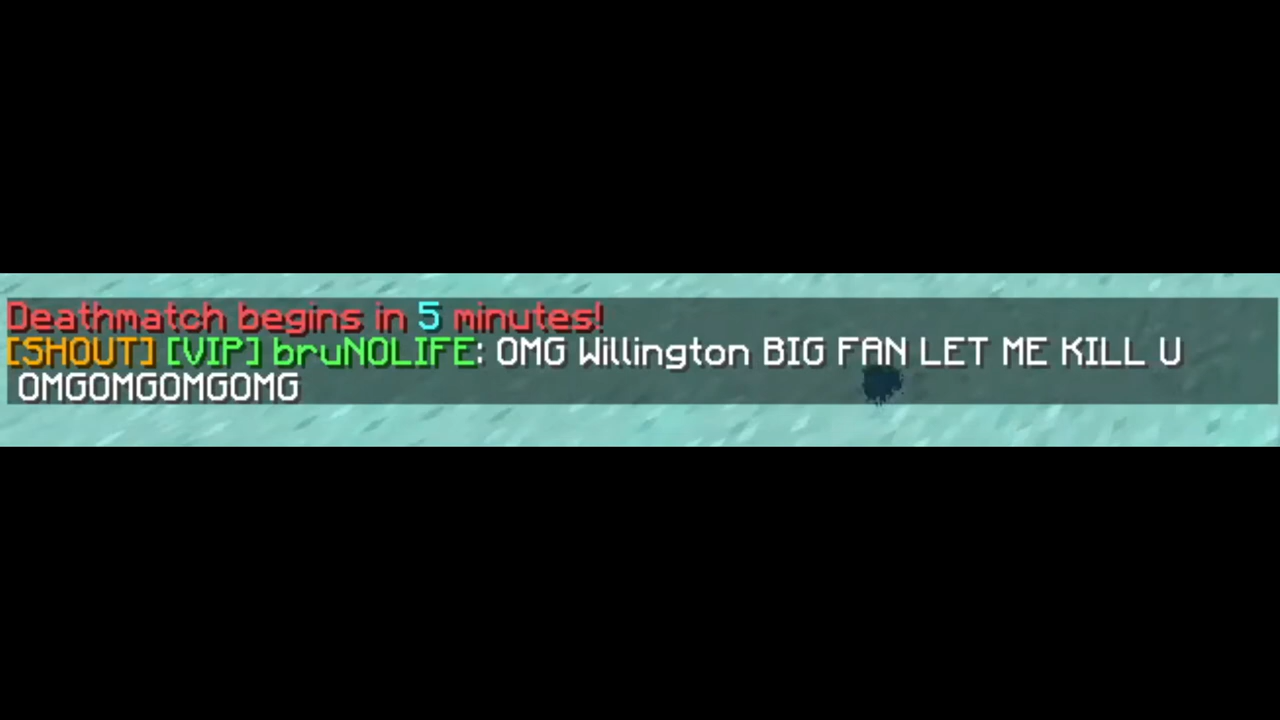 Deathmatch begins in 5 minutes!
[SHOUT] [VIP] bruNOLIFE: OMG Willington BIG FAN LET ME KILL U
OMGOMGOMGOMG